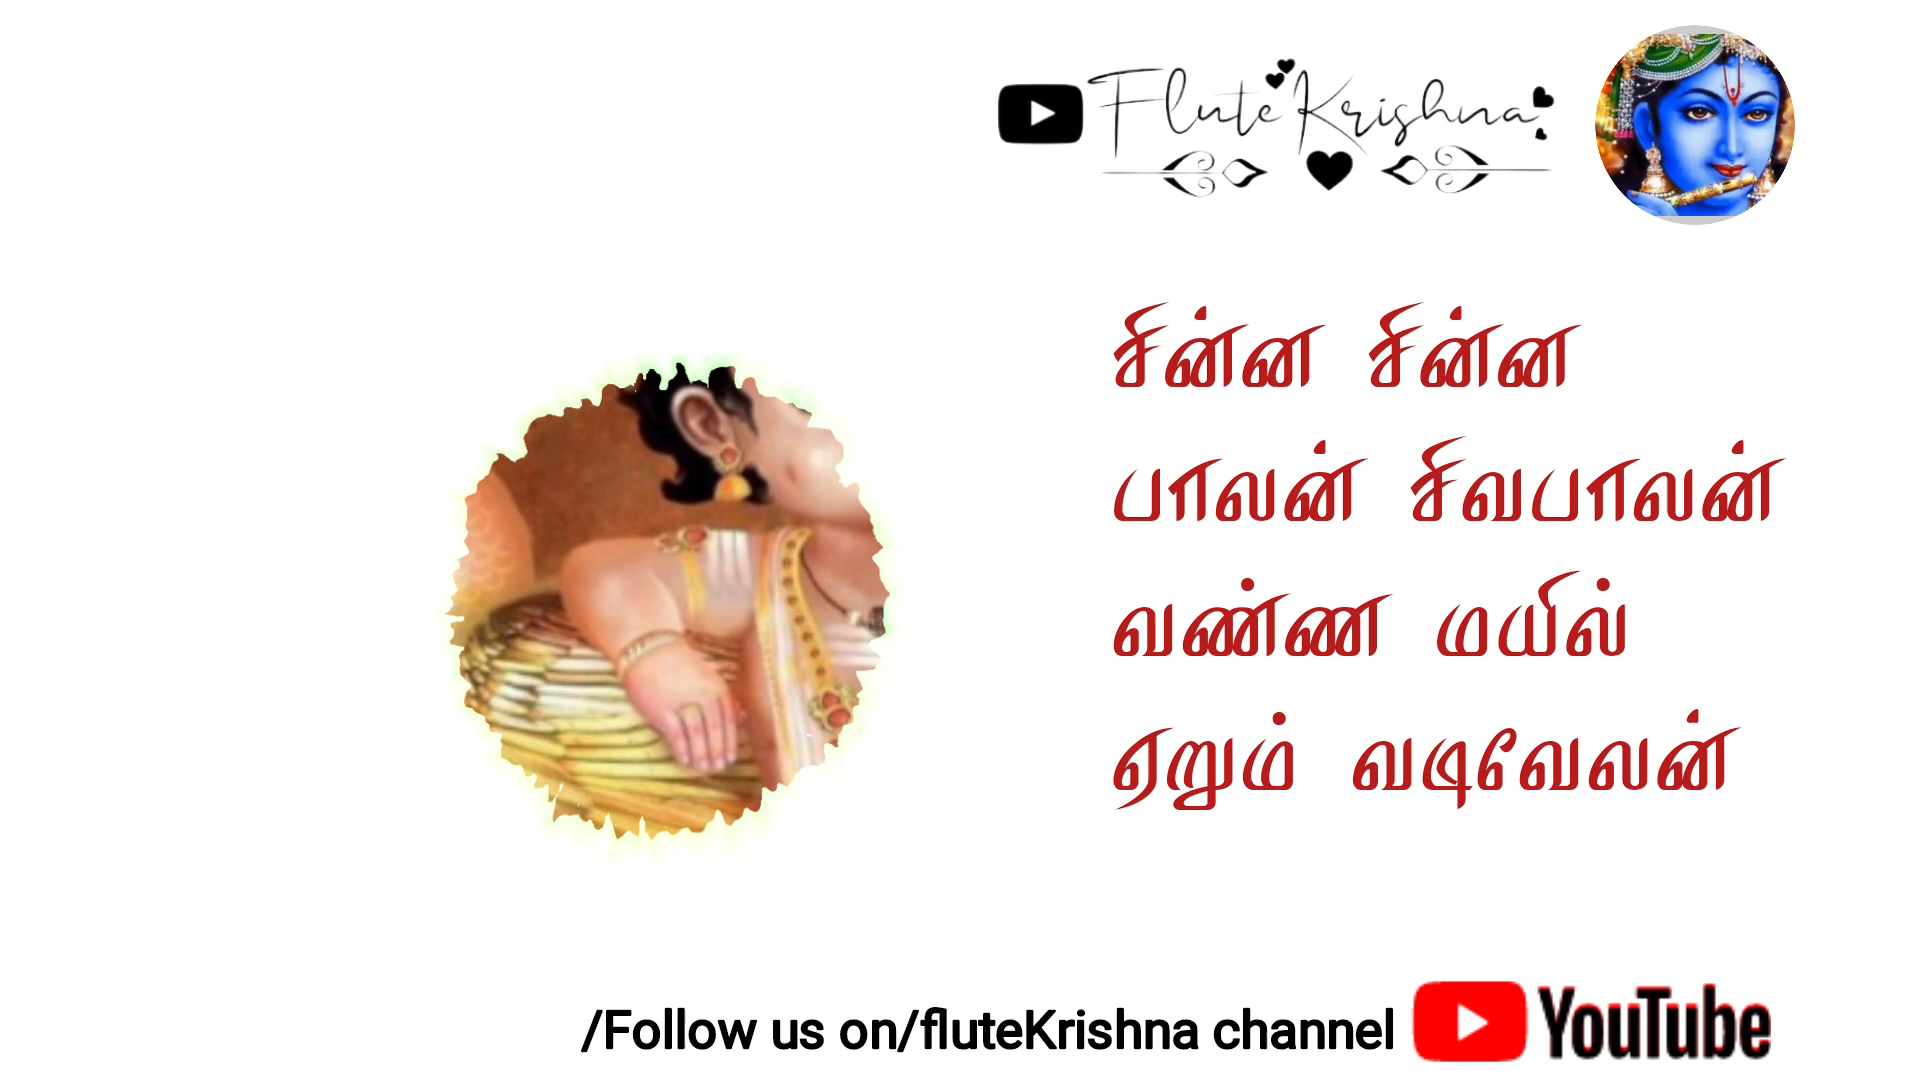 Flute Krishna
சின்ன சின்ன
பாலன் சிவபாலன்
வண்ண மயில்
ஏறும் வடிவேலன்
/Follow us on/fluteKrishna channel YouTube